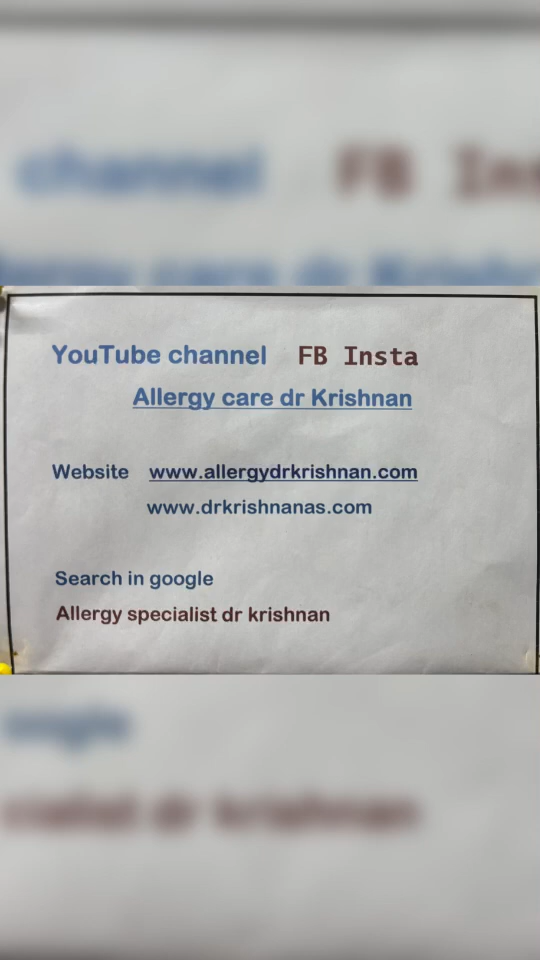 YouTube channel FB Insta
Allergy care dr Krishnan
Website www.allergydrkrishnan.com
www.drkrishnanas.com
Search in google
Allergy specialist dr krishnan